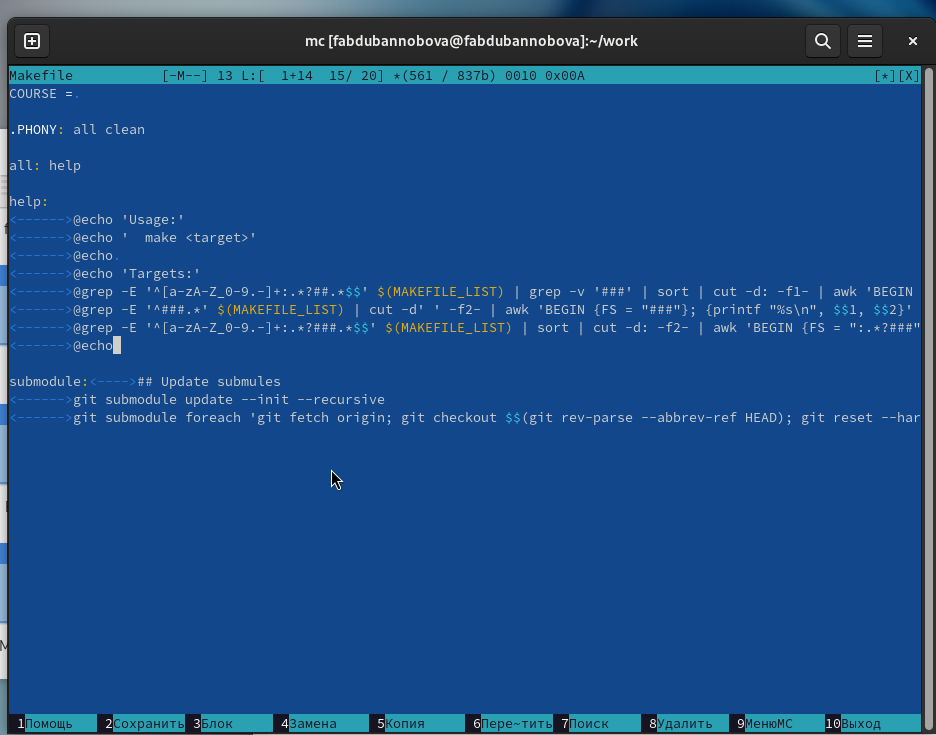 mc [fabdubannobova@fabdubannobova]:~/work
Makefile [-M--] 13 L:[ 1+14 15/ 20] *(561 / 837b) 0010 0x00A [*][X]
COURSE =.
.PHONY: all clean
all: help
help:
<------>@echo 'Usage:'
<------>@echo '  make <target>'
<------>@echo.
<------>@echo 'Targets:'
<------>@grep -E '^[a-zA-Z_0-9.-]+:.*?##.*$$' $(MAKEFILE_LIST) | grep -v '###' | sort | cut -d: -f1- | awk 'BEGIN
<------>@grep -E '^###.*' $(MAKEFILE_LIST) | cut -d' ' -f2- | awk 'BEGIN {FS = "###"}; {printf "%s\n", $$1, $$2}'
<------>@grep -E '^[a-zA-Z_0-9.-]+:.*?###.*$$' $(MAKEFILE_LIST) | sort | cut -d: -f2- | awk 'BEGIN {FS = ":.*?###"
<------>@echo
submodule:<---->## Update submules
<------>git submodule update --init --recursive
<------>git submodule foreach 'git fetch origin; git checkout $$(git rev-parse --abbrev-ref HEAD); git reset --har
1Помощь 2Сохранить 3Блок 4Замена 5Копия 6Пере~тить 7Поиск 8Удалить 9МенюMC 10Выход